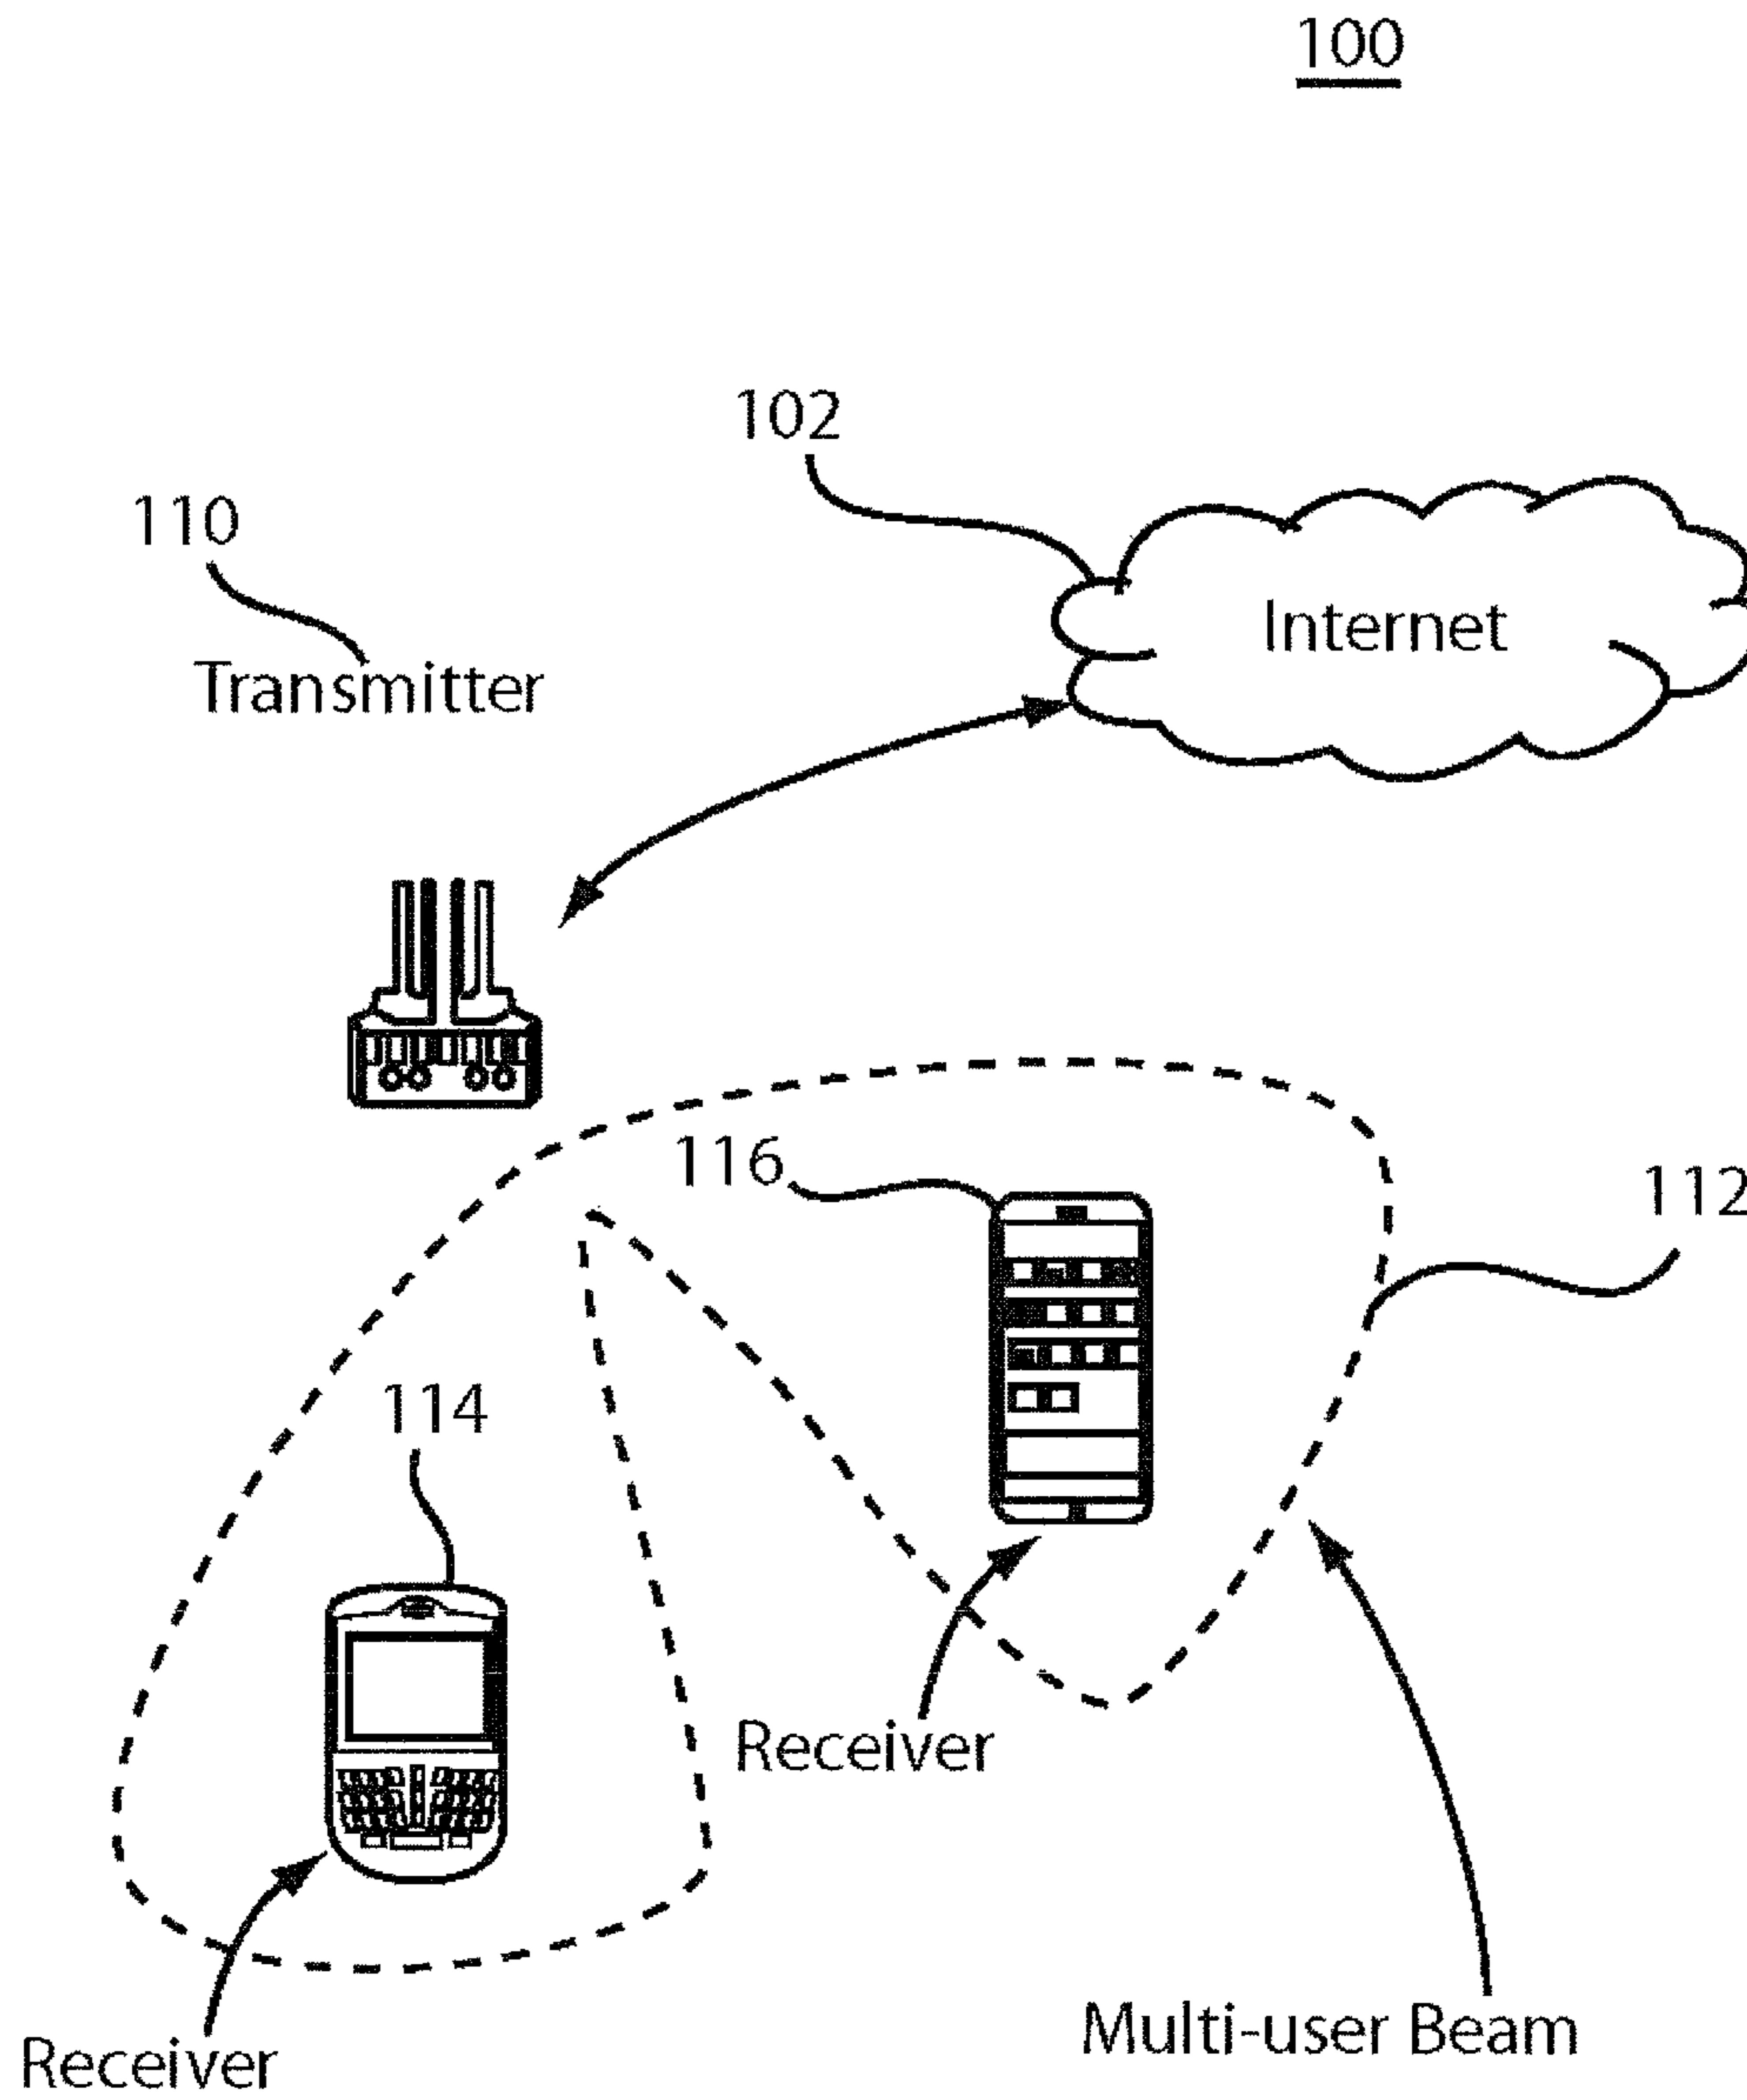 100
102
110
Internet
Transmitter
116
112
114
Receiver
Multi-user Beam
Receiver